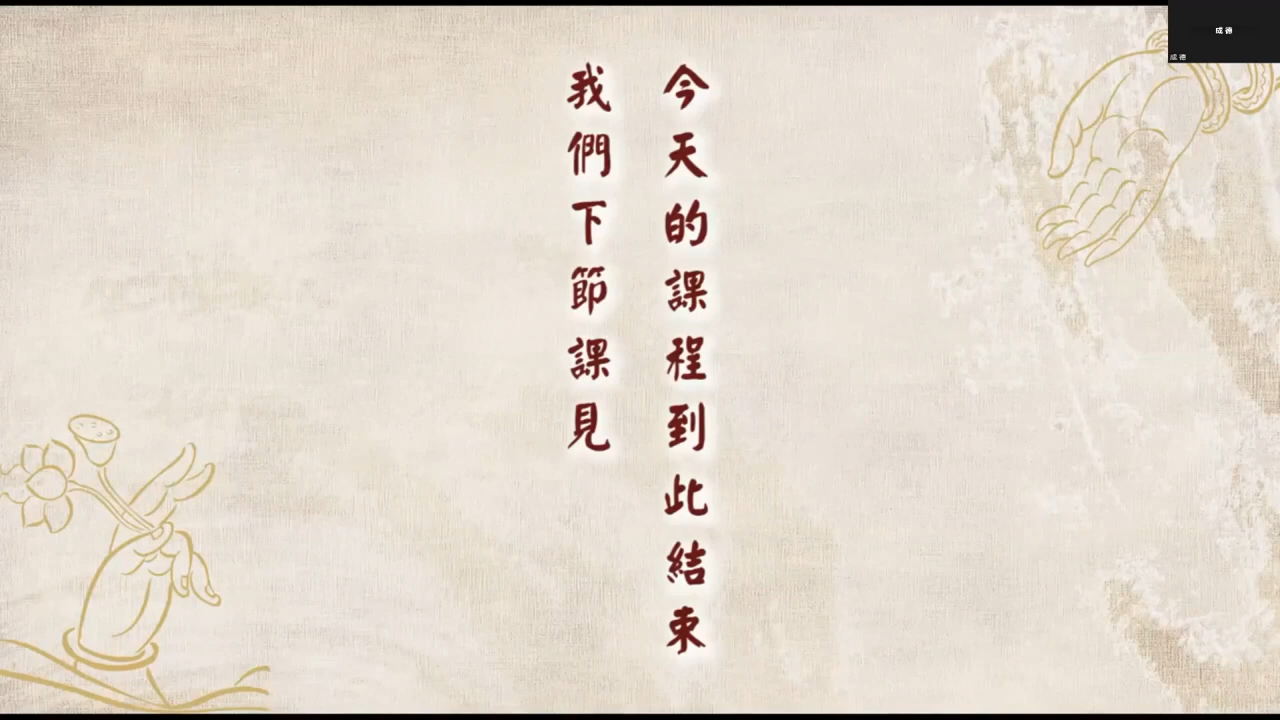 今天的課程到此結束
我們下節課見
成德
成德